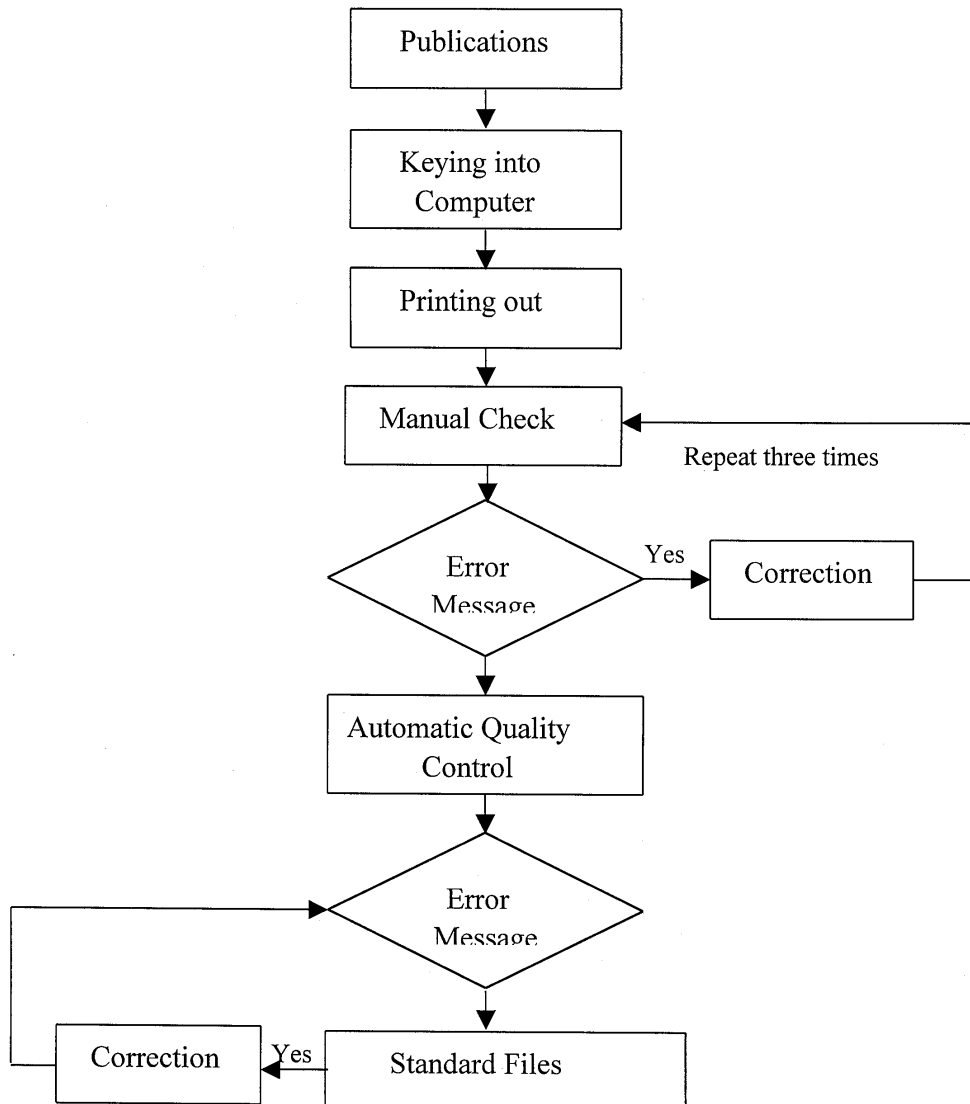 Publications
Keying into
Computer
Printing out
Manual Check
Repeat three times
Error
Message
Yes
Correction
Automatic Quality
Control
Error
Message
Correction
Yes
Standard Files